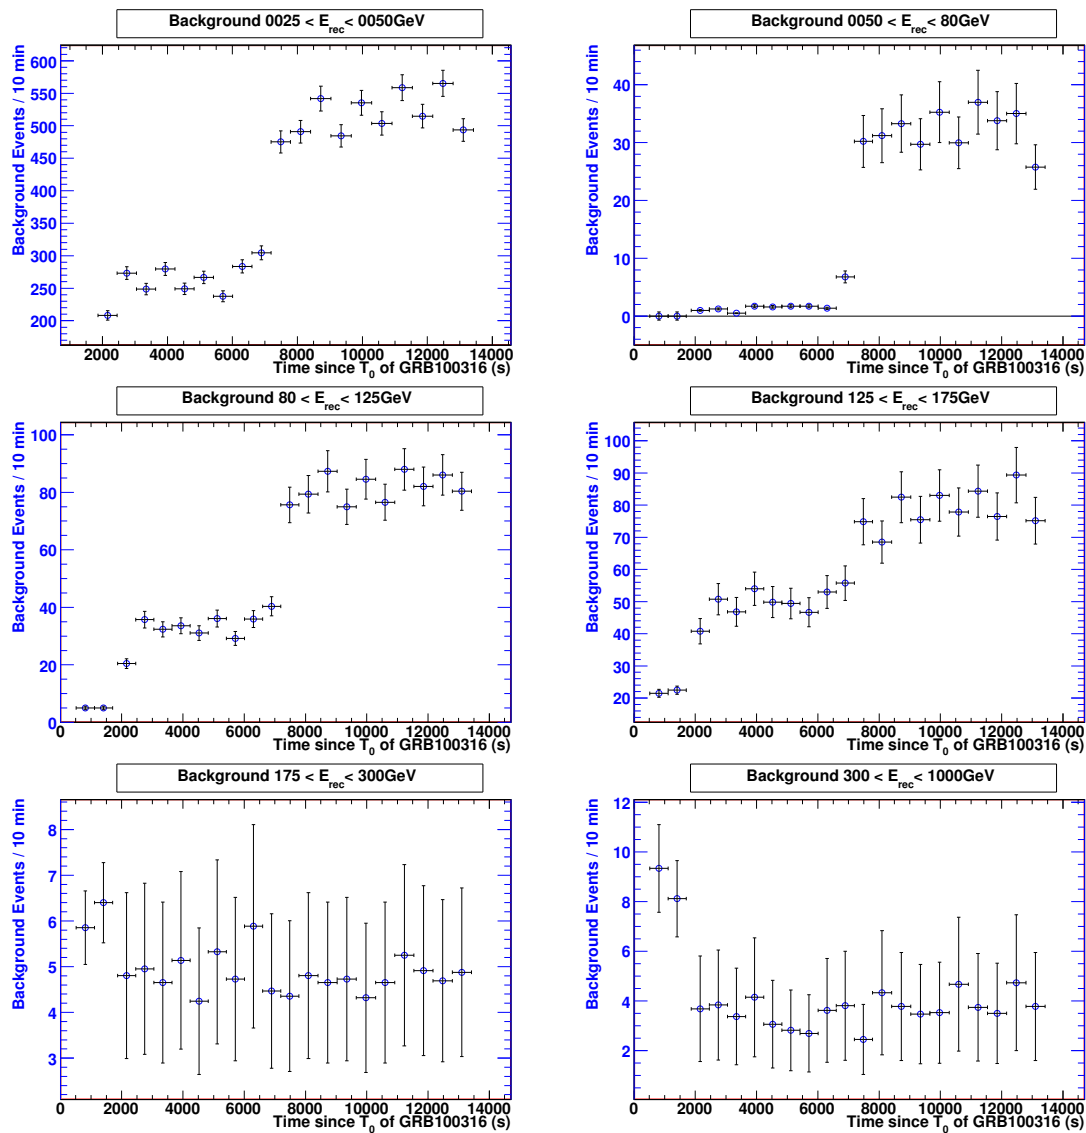 Background 0025 < E_rec < 0050GeV
Background Events / 10 min
600
550
500
450
400
350
300
250
200
2000 4000 6000 8000 10000 12000 14000
Time since T_0 of GRB100316 (s)
Background 0050 < E_rec < 80GeV
Background Events / 10 min
40
30
20
10
0
0 2000 4000 6000 8000 10000 12000 14000
Time since T_0 of GRB100316 (s)
Background 80 < E_rec < 125GeV
Background Events / 10 min
100
80
60
40
20
0
0 2000 4000 6000 8000 10000 12000 14000
Time since T_0 of GRB100316 (s)
Background 125 < E_rec < 175GeV
Background Events / 10 min
100
90
80
70
60
50
40
30
20
0 2000 4000 6000 8000 10000 12000 14000
Time since T_0 of GRB100316 (s)
Background 175 < E_rec < 300GeV
Background Events / 10 min
8
7
6
5
4
3
0 2000 4000 6000 8000 10000 12000 14000
Time since T_0 of GRB100316 (s)
Background 300 < E_rec < 1000GeV
Background Events / 10 min
12
10
8
6
4
2
0 2000 4000 6000 8000 10000 12000 14000
Time since T_0 of GRB100316 (s)